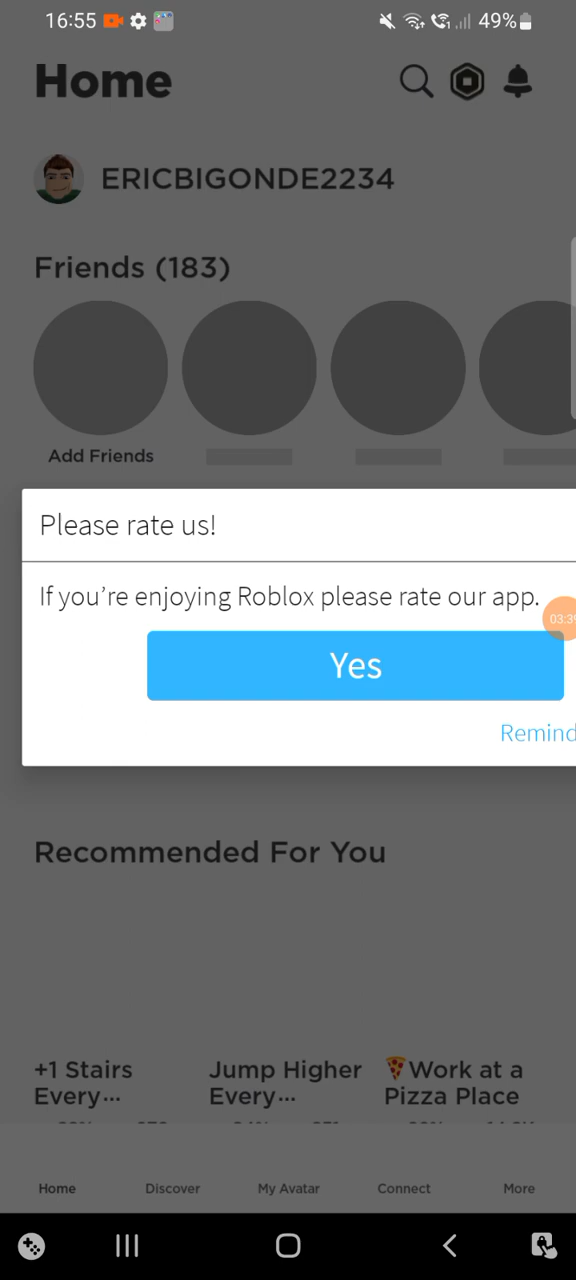 16:55 49%
Home
ERICBIGONDE2234
Friends (183)
Add Friends
Please rate us!
If you’re enjoying Roblox please rate our app.
03:39
Yes
Remind
Recommended For You
+1 Stairs Every... Jump Higher Every... 🍕Work at a Pizza Place
Home Discover My Avatar Connect More